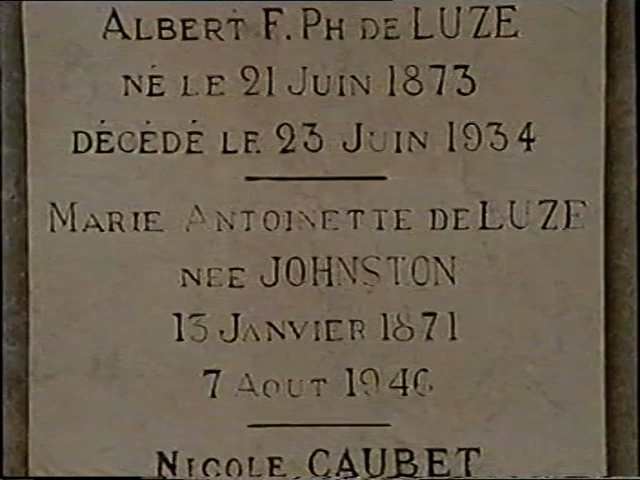 ALBERT F. PH DE LUZE
NÉ LE 21 JUIN 1873
DÉCÉDÉ LE 23 JUIN 1934
MARIE ANTOINETTE DE LUZE
NEE JOHNSTON
13 JANVIER 1871
7 AOUT 1946
NICOLE CAUBET